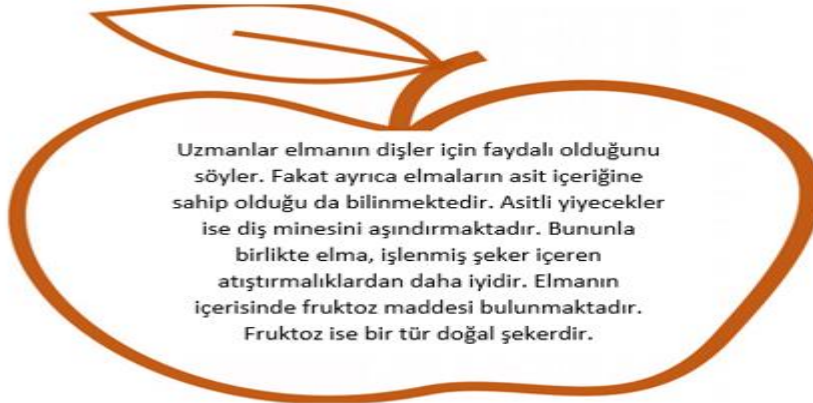 Uzmanlar elmanın dişler için faydalı olduğunu
söyler. Fakat ayrıca elmaların asit içeriğine
sahip olduğu da bilinmektedir. Asitli yiyecekler
ise diş minesini aşındırmaktadır. Bununla
birlikte elma, işlenmiş şeker içeren
atıştırmalıklardan daha iyidir. Elmanın
içerisinde fruktoz maddesi bulunmaktadır.
Fruktoz ise bir tür doğal şekerdir.